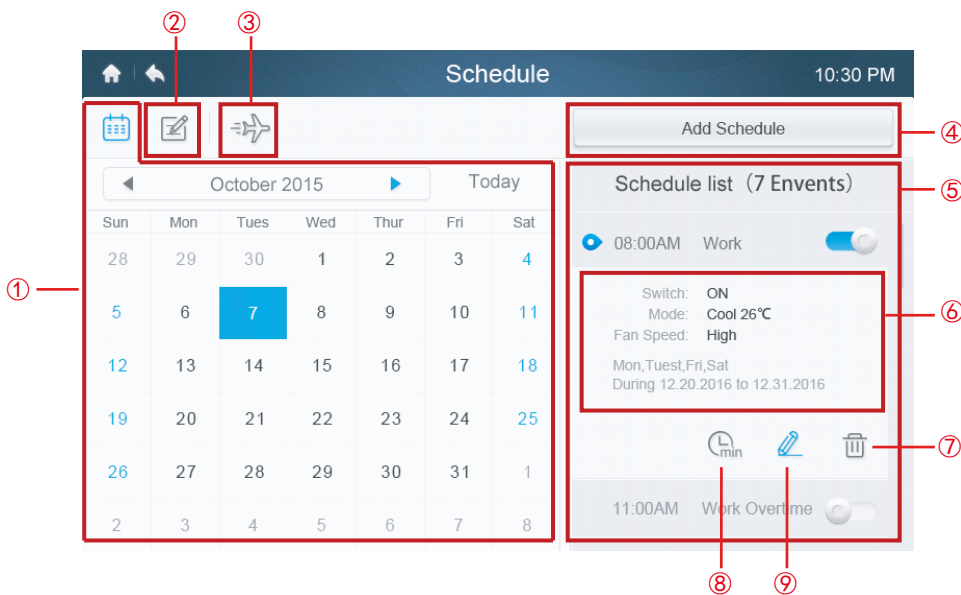 ② ③
Schedule 10:30 PM
Add Schedule ④
October 2015 Today
Schedule list（7 Envents） ⑤
Sun Mon Tues Wed Thur Fri Sat
08:00AM Work
28 29 30 1 2 3 4
①
Switch: ON
Mode: Cool 26℃ ⑥
Fan Speed: High
5 6 7 8 9 10 11
Mon,Tuest,Fri,Sat
During 12.20.2016 to 12.31.2016
12 13 14 15 16 17 18
19 20 21 22 23 24 25
min ⑦
26 27 28 29 30 31 1
11:00AM Work Overtime
2 3 4 5 6 7 8
⑧ ⑨